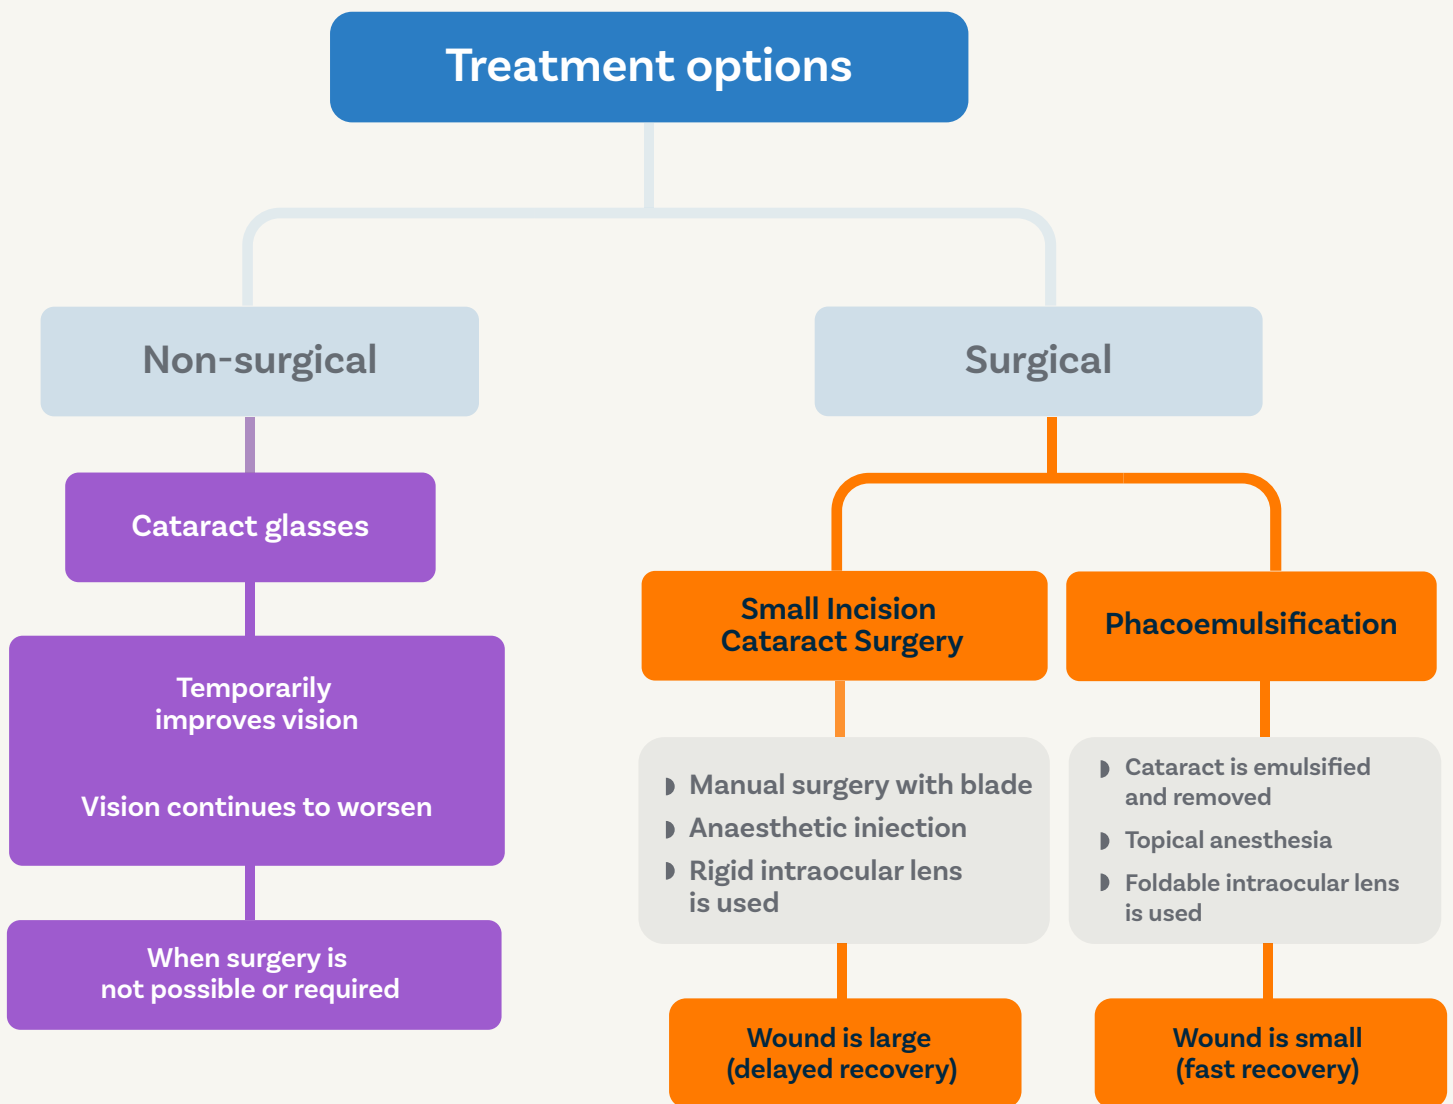 Treatment options
Non-surgical
Surgical
Cataract glasses
Temporarily
improves vision
Vision continues to worsen
When surgery is
not possible or required
Small Incision
Cataract Surgery
Manual surgery with blade
Anaesthetic iniection
Rigid intraocular lens
is used
Wound is large
(delayed recovery)
Phacoemulsification
Cataract is emulsified
and removed
Topical anesthesia
Foldable intraocular lens
is used
Wound is small
(fast recovery)